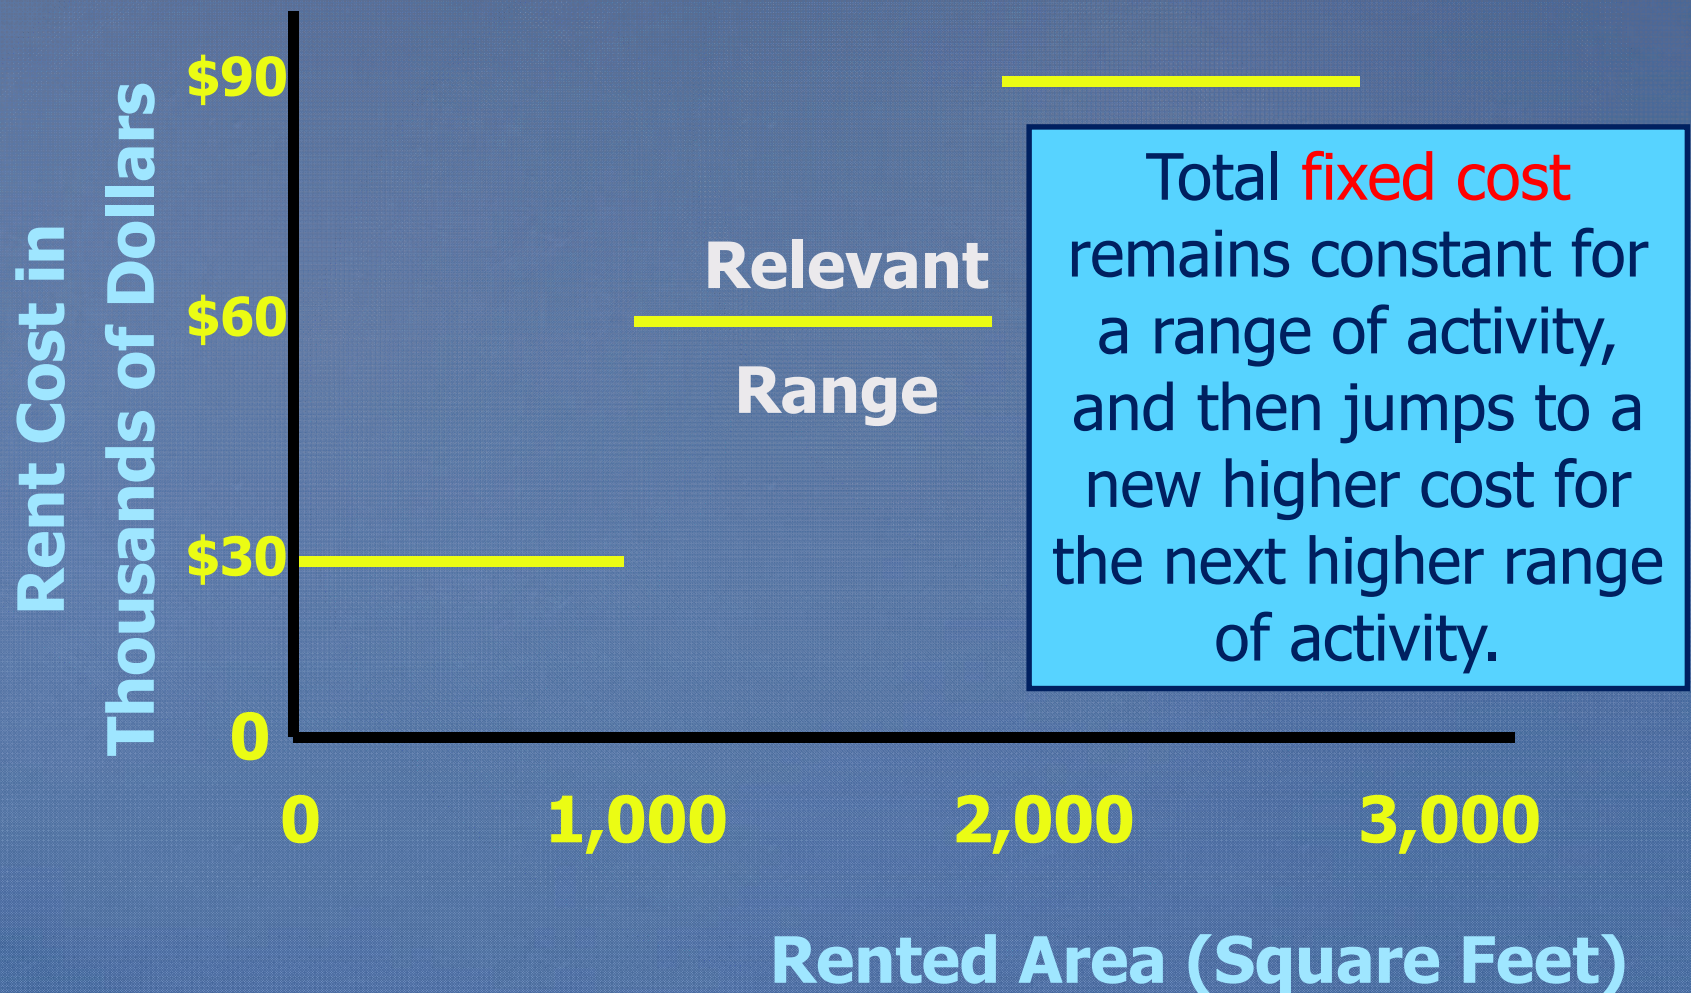 Rent Cost in
Thousands of Dollars
$90
$60
$30
0
Relevant
Range
Total fixed cost
remains constant for
a range of activity,
and then jumps to a
new higher cost for
the next higher range
of activity.
0 1,000 2,000 3,000
Rented Area (Square Feet)